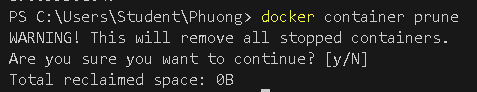 PS C:\Users\Student\Phuong> docker container prune
WARNING! This will remove all stopped containers.
Are you sure you want to continue? [y/N]
Total reclaimed space: 0B